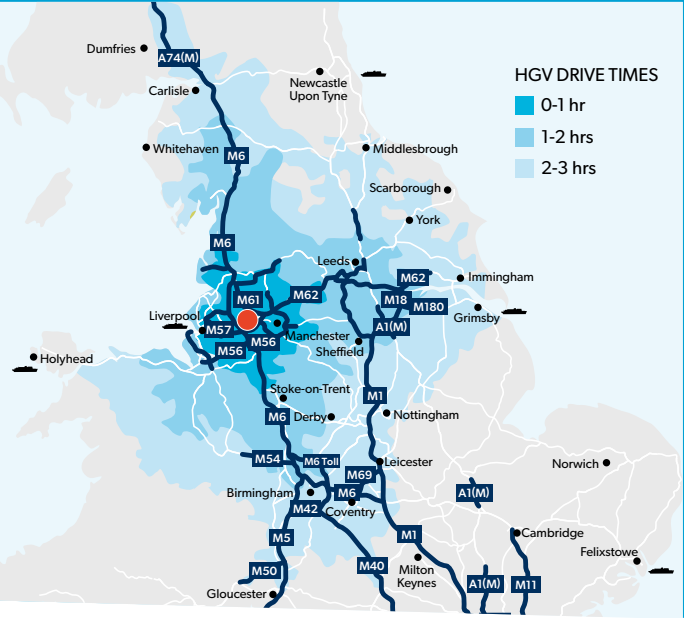 Dumfries
A74(M)
Carlisle
Newcastle
Upon Tyne
HGV DRIVE TIMES
0-1 hr
1-2 hrs
2-3 hrs
Whitehaven
M6
Middlesbrough
Scarborough
York
M6
Leeds
M62
Immingham
M61
M62
M18
M180
Liverpool
Grimsby
M57
A1(M)
Manchester
M56
M56
Sheffield
Holyhead
Stoke-on-Trent
M1
M6
Derby
Nottingham
M54
M6 Toll
Leicester
Norwich
M69
Birmingham
M6
A1(M)
M42
Coventry
M5
M1
Cambridge
Felixstowe
M50
M40
Milton
Keynes
A1(M)
M11
Gloucester